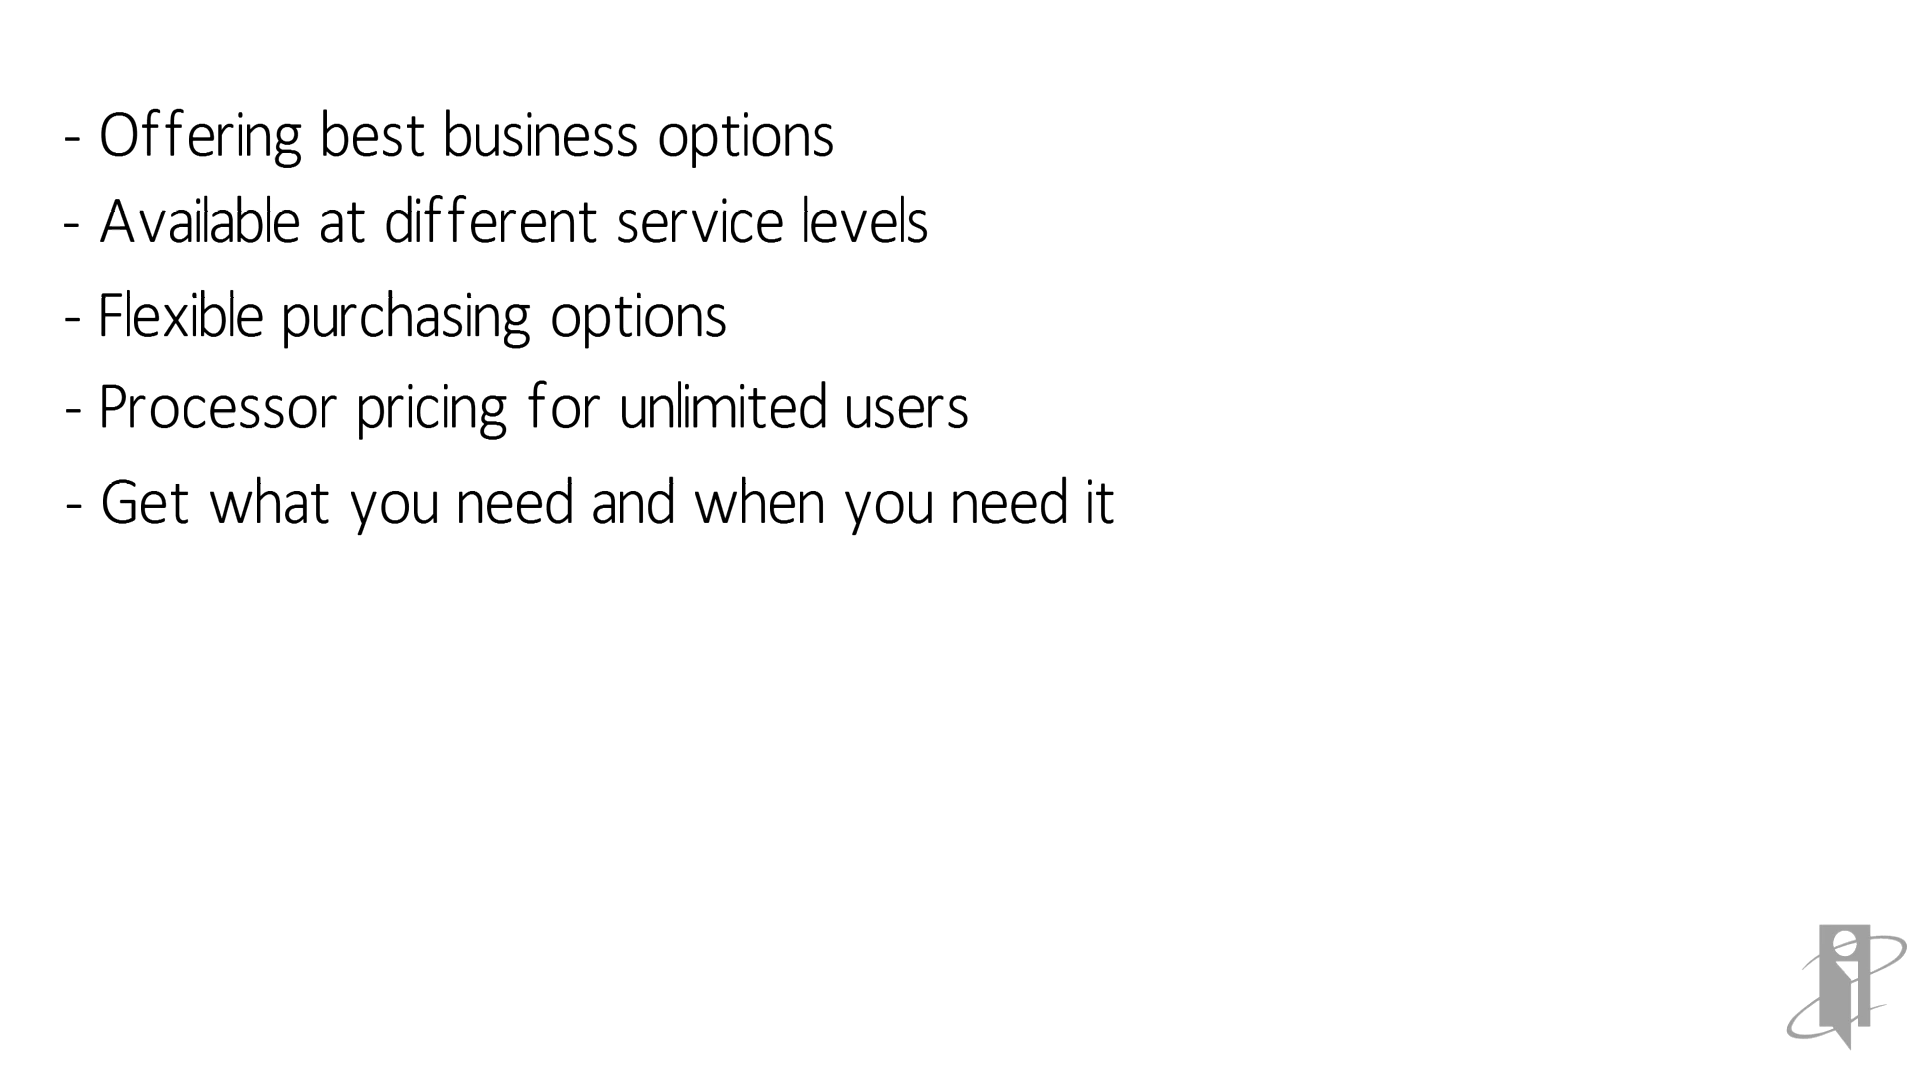 - Offering best business options
- Available at different service levels
- Flexible purchasing options
- Processor pricing for unlimited users
- Get what you need and when you need it